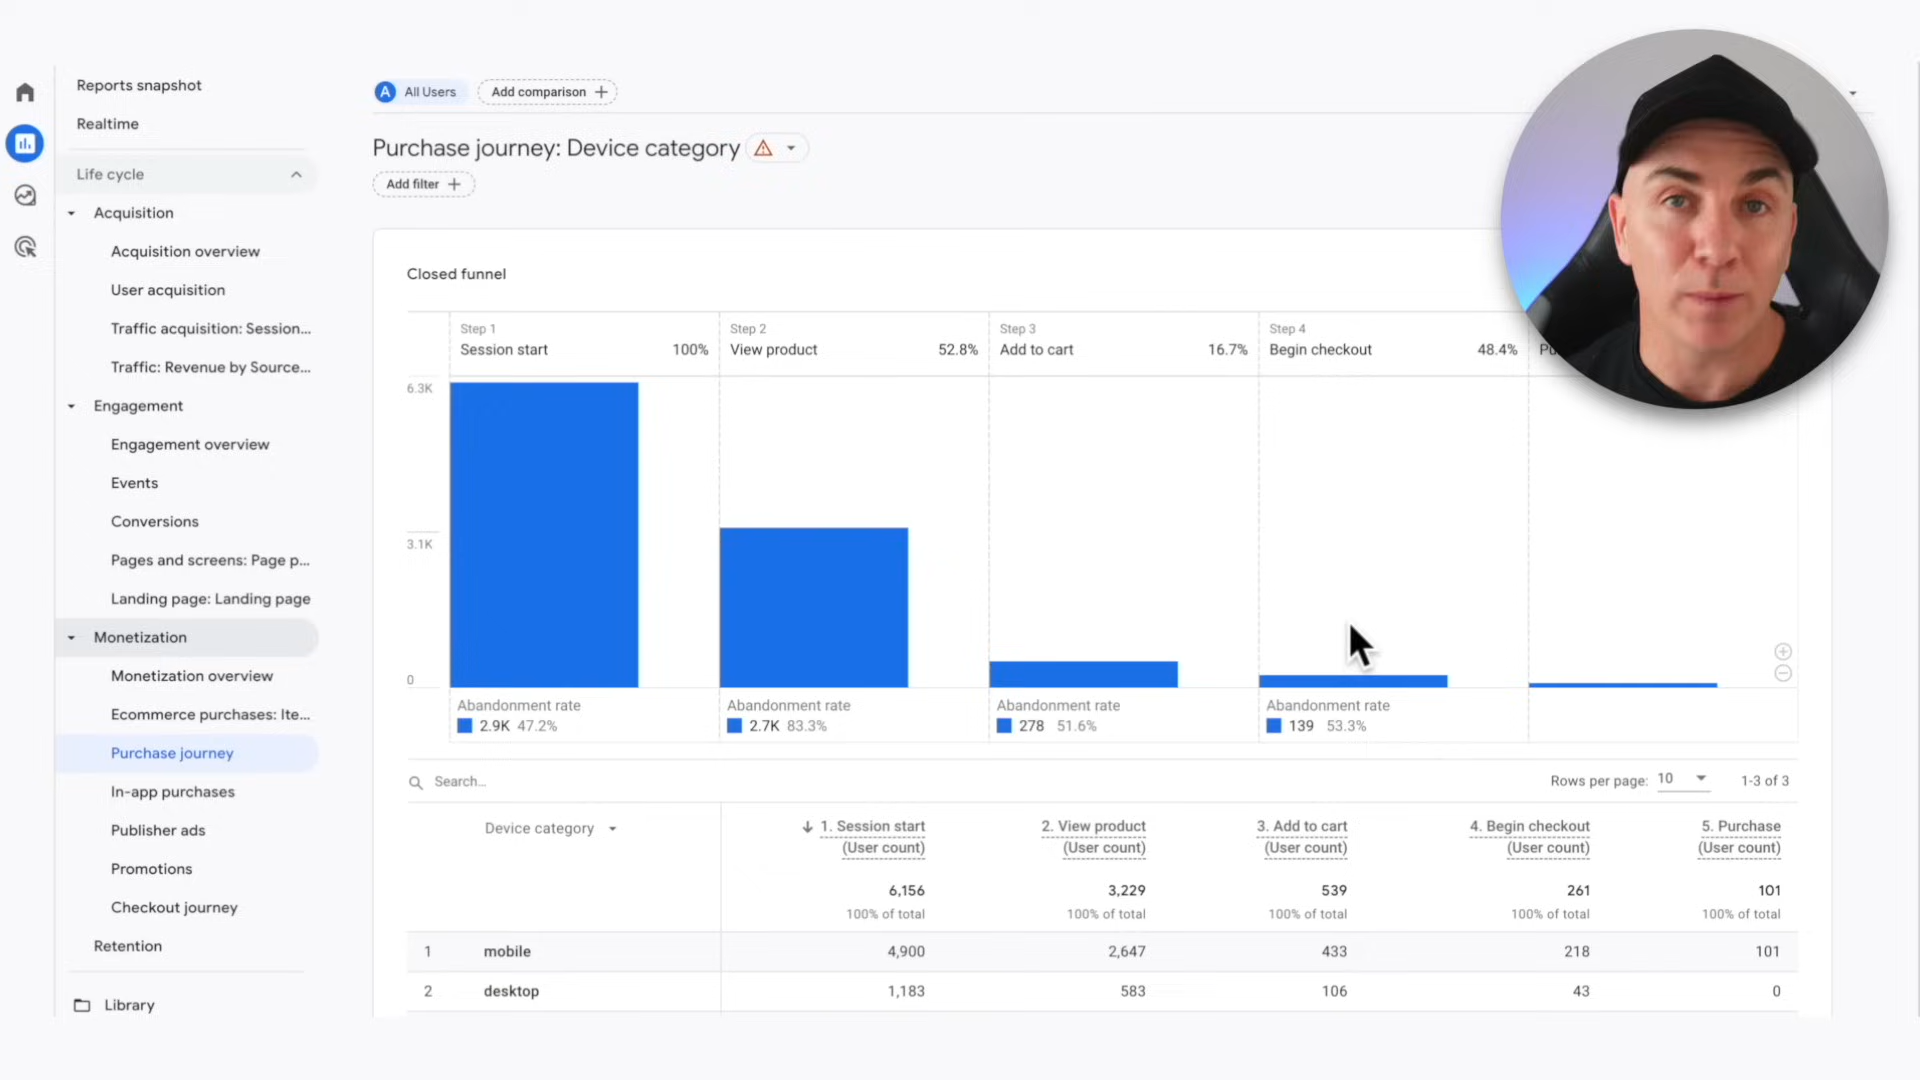 Reports snapshot
Realtime
Life cycle
Acquisition
Acquisition overview
User acquisition
Traffic acquisition: Session...
Traffic: Revenue by Source...
Engagement
Engagement overview
Events
Conversions
Pages and screens: Page p...
Landing page: Landing page
Monetization
Monetization overview
Ecommerce purchases: Ite...
Purchase journey
In-app purchases
Publisher ads
Promotions
Checkout journey
Retention
Library
A All Users Add comparison +
Purchase journey: Device category
Add filter +
Closed funnel
Step 1 Step 2 Step 3 Step 4
Session start 100% View product 52.8% Add to cart 16.7% Begin checkout 48.4%
6.3K
3.1K
0
Abandonment rate Abandonment rate Abandonment rate Abandonment rate
2.9K 47.2% 2.7K 83.3% 278 51.6% 139 53.3%
Search... Rows per page: 10 1-3 of 3
Device category 1. Session start 2. View product 3. Add to cart 4. Begin checkout 5. Purchase
(User count) (User count) (User count) (User count) (User count)
6,156 3,229 539 261 101
100% of total 100% of total 100% of total 100% of total 100% of total
1 mobile 4,900 2,647 433 218 101
2 desktop 1,183 583 106 43 0